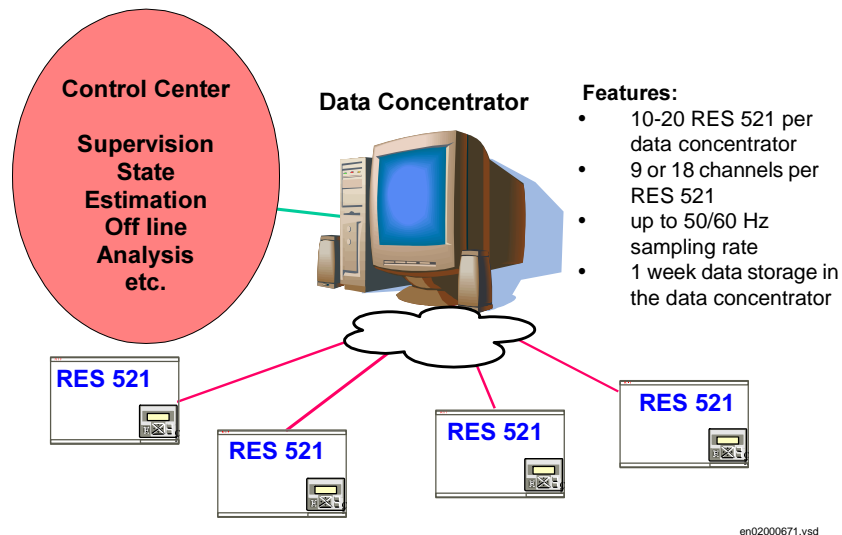 Control Center
Supervision
State
Estimation
Off line
Analysis
etc.
Data Concentrator
Features:
• 10-20 RES 521 per
data concentrator
• 9 or 18 channels per
RES 521
• up to 50/60 Hz
sampling rate
• 1 week data storage in
the data concentrator
RES 521
RES 521
RES 521
RES 521
en02000671.vsd